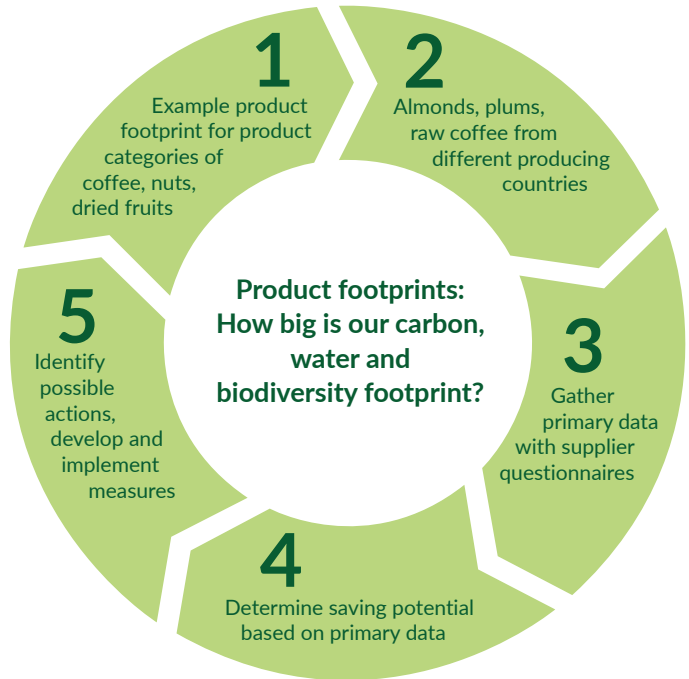 1
Example product
footprint for product
categories of
coffee, nuts,
dried fruits
2
Almonds, plums,
raw coffee from
different producing
countries
3
Gather
primary data
with supplier
questionnaires
4
Determine saving potential
based on primary data
5
Identify
possible
actions,
develop and
implement
measures
Product footprints:
How big is our carbon,
water and
biodiversity footprint?